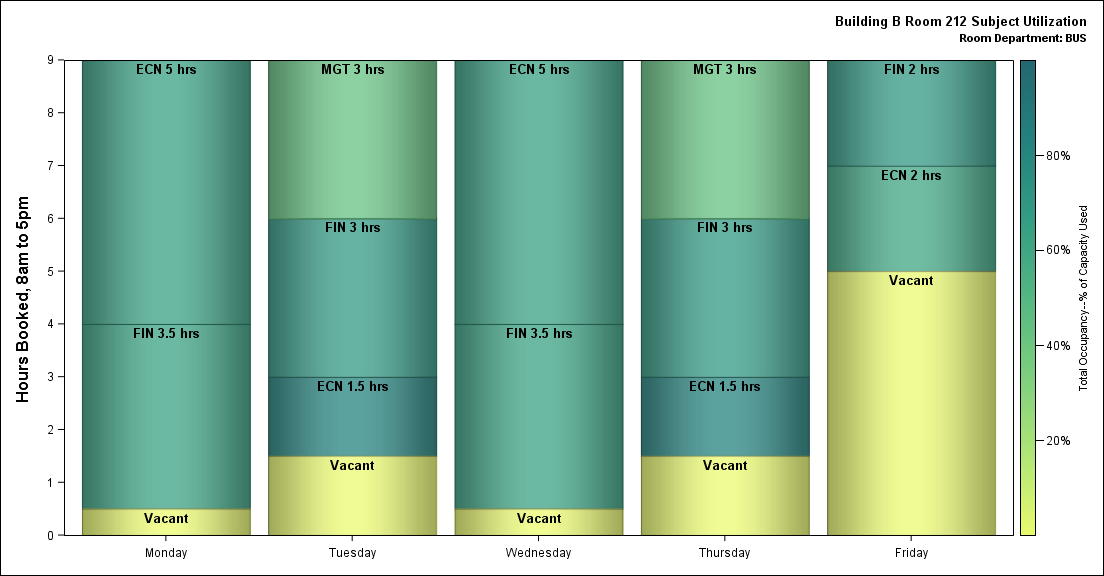 Building B Room 212 Subject Utilization
Room Department: BUS
Hours Booked, 8am to 5pm
9
8
7
6
5
4
3
2
1
0
ECN 5 hrs
FIN 3.5 hrs
Vacant
MGT 3 hrs
FIN 3 hrs
ECN 1.5 hrs
Vacant
ECN 5 hrs
FIN 3.5 hrs
Vacant
MGT 3 hrs
FIN 3 hrs
ECN 1.5 hrs
Vacant
FIN 2 hrs
ECN 2 hrs
Vacant
Monday
Tuesday
Wednesday
Thursday
Friday
80%
60%
40%
20%
Total Occupancy--% of Capacity Used